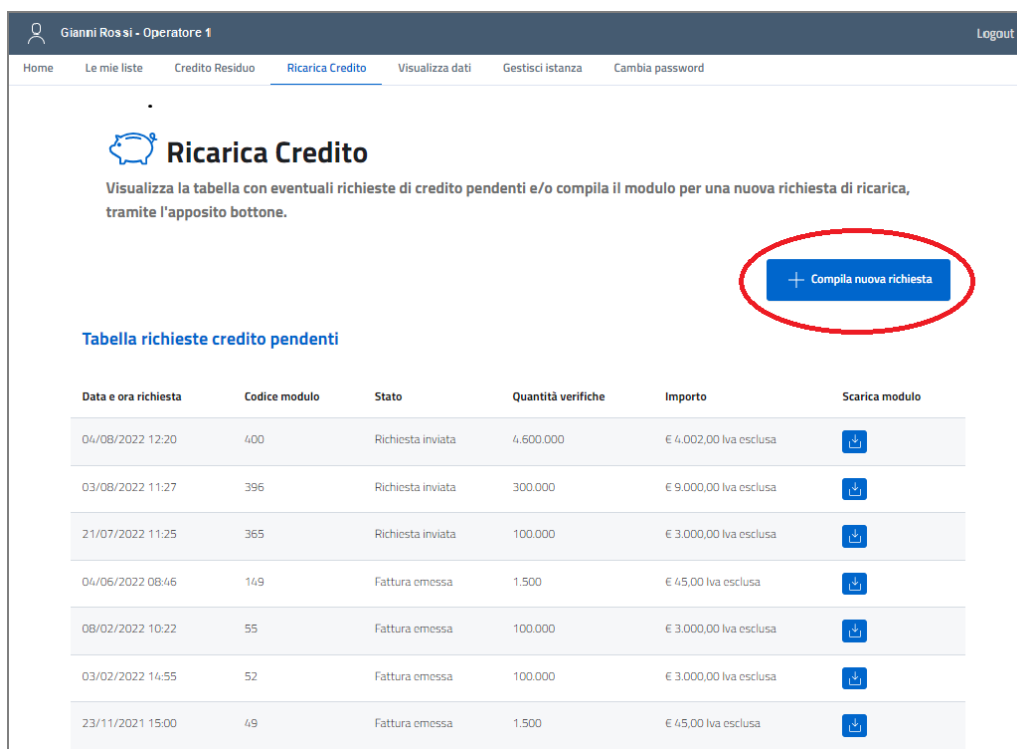 Gianni Rossi - Operatore 1 Logout
Home Le mie liste Credito Residuo Ricarica Credito Visualizza dati Gestisci istanza Cambia password
Ricarica Credito
Visualizza la tabella con eventuali richieste di credito pendenti e/o compila il modulo per una nuova richiesta di ricarica,
tramite l'apposito bottone.
Compila nuova richiesta
Tabella richieste credito pendenti
Data e ora richiesta Codice modulo Stato Quantità verifiche Importo Scarica modulo
04/08/2022 12:20 400 Richiesta inviata 4.600.000 € 4.002,00 Iva esclusa
03/08/2022 11:27 396 Richiesta inviata 300.000 € 9.000,00 Iva esclusa
21/07/2022 11:25 365 Richiesta inviata 100.000 € 3.000,00 Iva esclusa
04/06/2022 08:46 149 Fattura emessa 1.500 € 45,00 Iva esclusa
08/02/2022 10:22 55 Fattura emessa 100.000 € 3.000,00 Iva esclusa
03/02/2022 14:55 52 Fattura emessa 100.000 € 3.000,00 Iva esclusa
23/11/2021 15:00 49 Fattura emessa 1.500 € 45,00 Iva esclusa